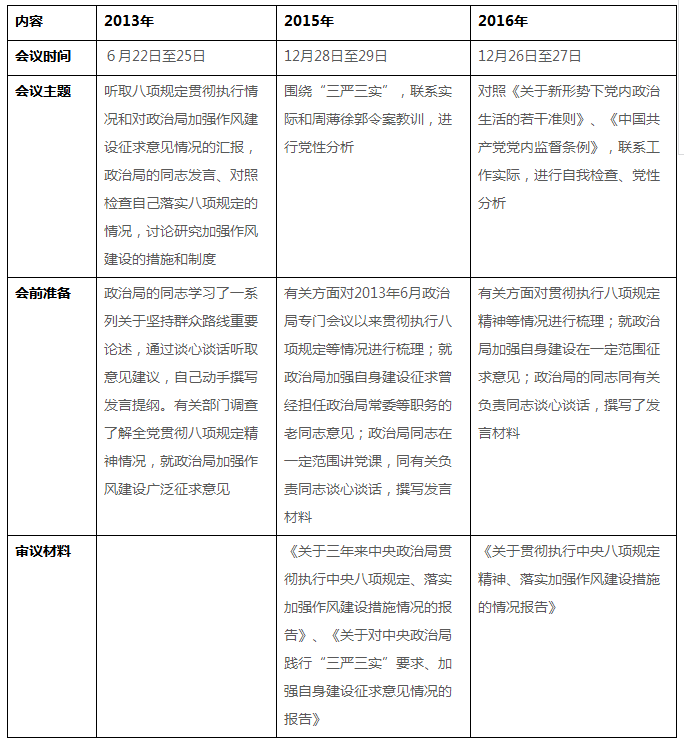 内容
2013年
2015年
2016年
会议时间
６月22日至25日
12月28日至29日
12月26日至27日
会议主题
听取八项规定贯彻执行情
况和对政治局加强作风建
设征求意见情况的汇报，
政治局的同志发言、对照
检查自己落实八项规定的
情况，讨论研究加强作风
建设的措施和制度
围绕“三严三实”，联系实
际和周薄徐郭令案教训，进
行党性分析
对照《关于新形势下党内政治
生活的若干准则》、《中国共
产党党内监督条例》，联系工
作实际，进行自我检查、党性
分析
会前准备
政治局的同志学习了一系
列关于坚持群众路线重要
论述，通过谈心谈话听取
意见建议，自己动手撰写
发言提纲。有关部门调查
了解全党贯彻八项规定精
神情况，就政治局加强作
风建设广泛征求意见
有关方面对2013年6月政治
局专门会议以来贯彻执行八
项规定等情况进行梳理；就
政治局加强自身建设征求曾
经担任政治局常委等职务的
老同志意见；政治局同志在
一定范围讲党课，同有关负
责同志谈心谈话，撰写发言
材料
有关方面对贯彻执行八项规定
精神等情况进行梳理；就政治
局加强自身建设在一定范围征
求意见；政治局的同志同有关
负责同志谈心谈话，撰写了发
言材料
审议材料
《关于三年来中央政治局贯
彻执行中央八项规定、落实
加强作风建设措施情况的报
告》、《关于对中央政治局
践行“三严三实”要求、加
强自身建设征求意见情况的
报告》
《关于贯彻执行中央八项规定
精神、落实加强作风建设措施
的情况报告》